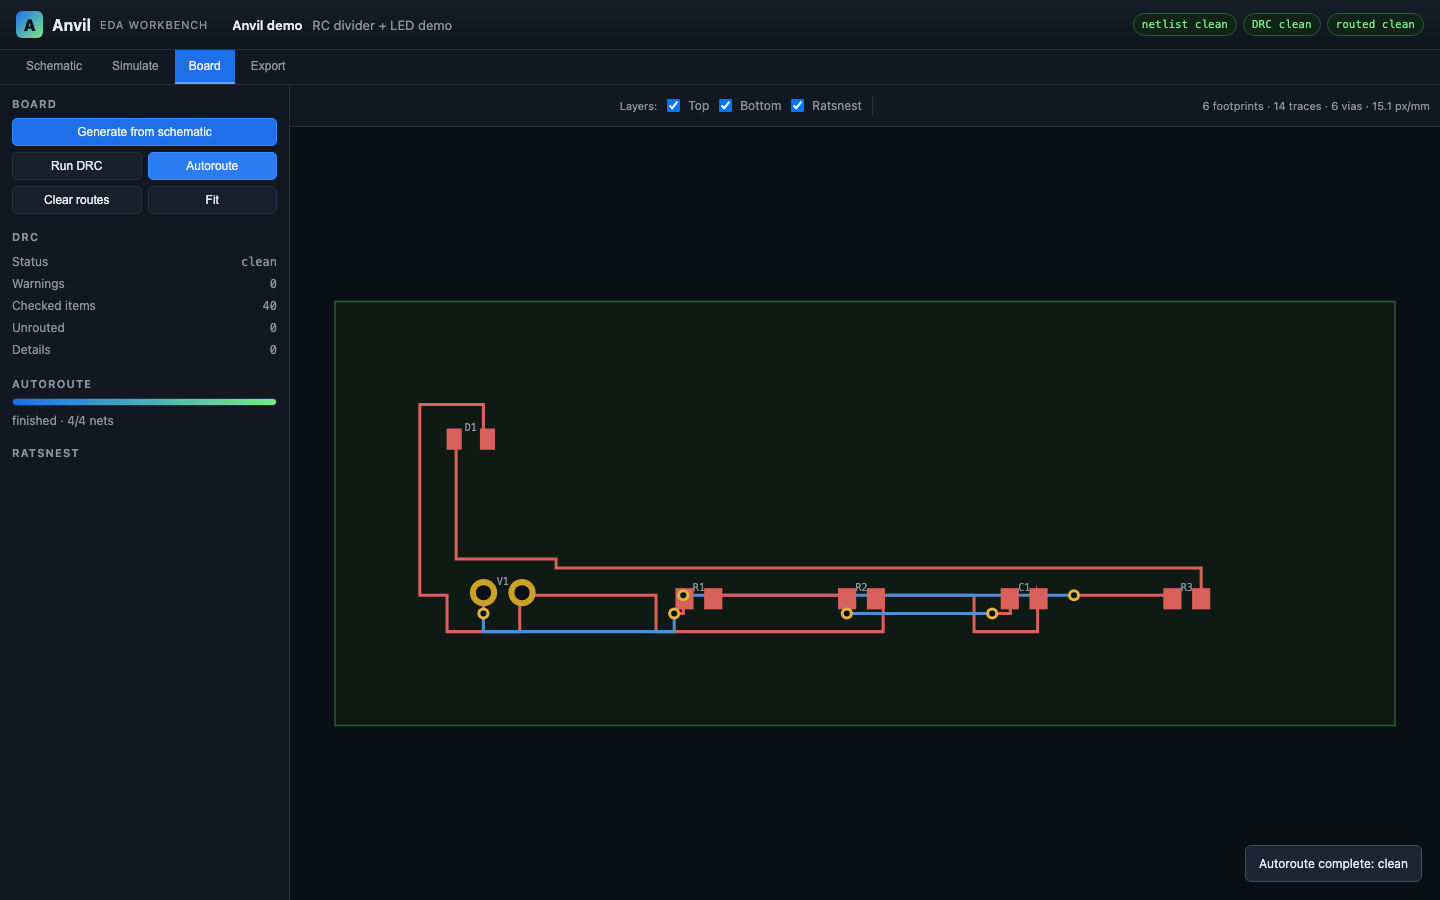 A Anvil EDA WORKBENCH Anvil demo RC divider + LED demo netlist clean DRC clean routed clean
Schematic Simulate Board Export
BOARD
Generate from schematic
Run DRC Autoroute
Clear routes Fit
DRC
Status clean
Warnings 0
Checked items 40
Unrouted 0
Details 0
AUTOROUTE
finished · 4/4 nets
RATSNEST
Layers: Top Bottom Ratsnest 6 footprints · 14 traces · 6 vias · 15.1 px/mm
D1
V1 R1 R2 C1 R3
Autoroute complete: clean